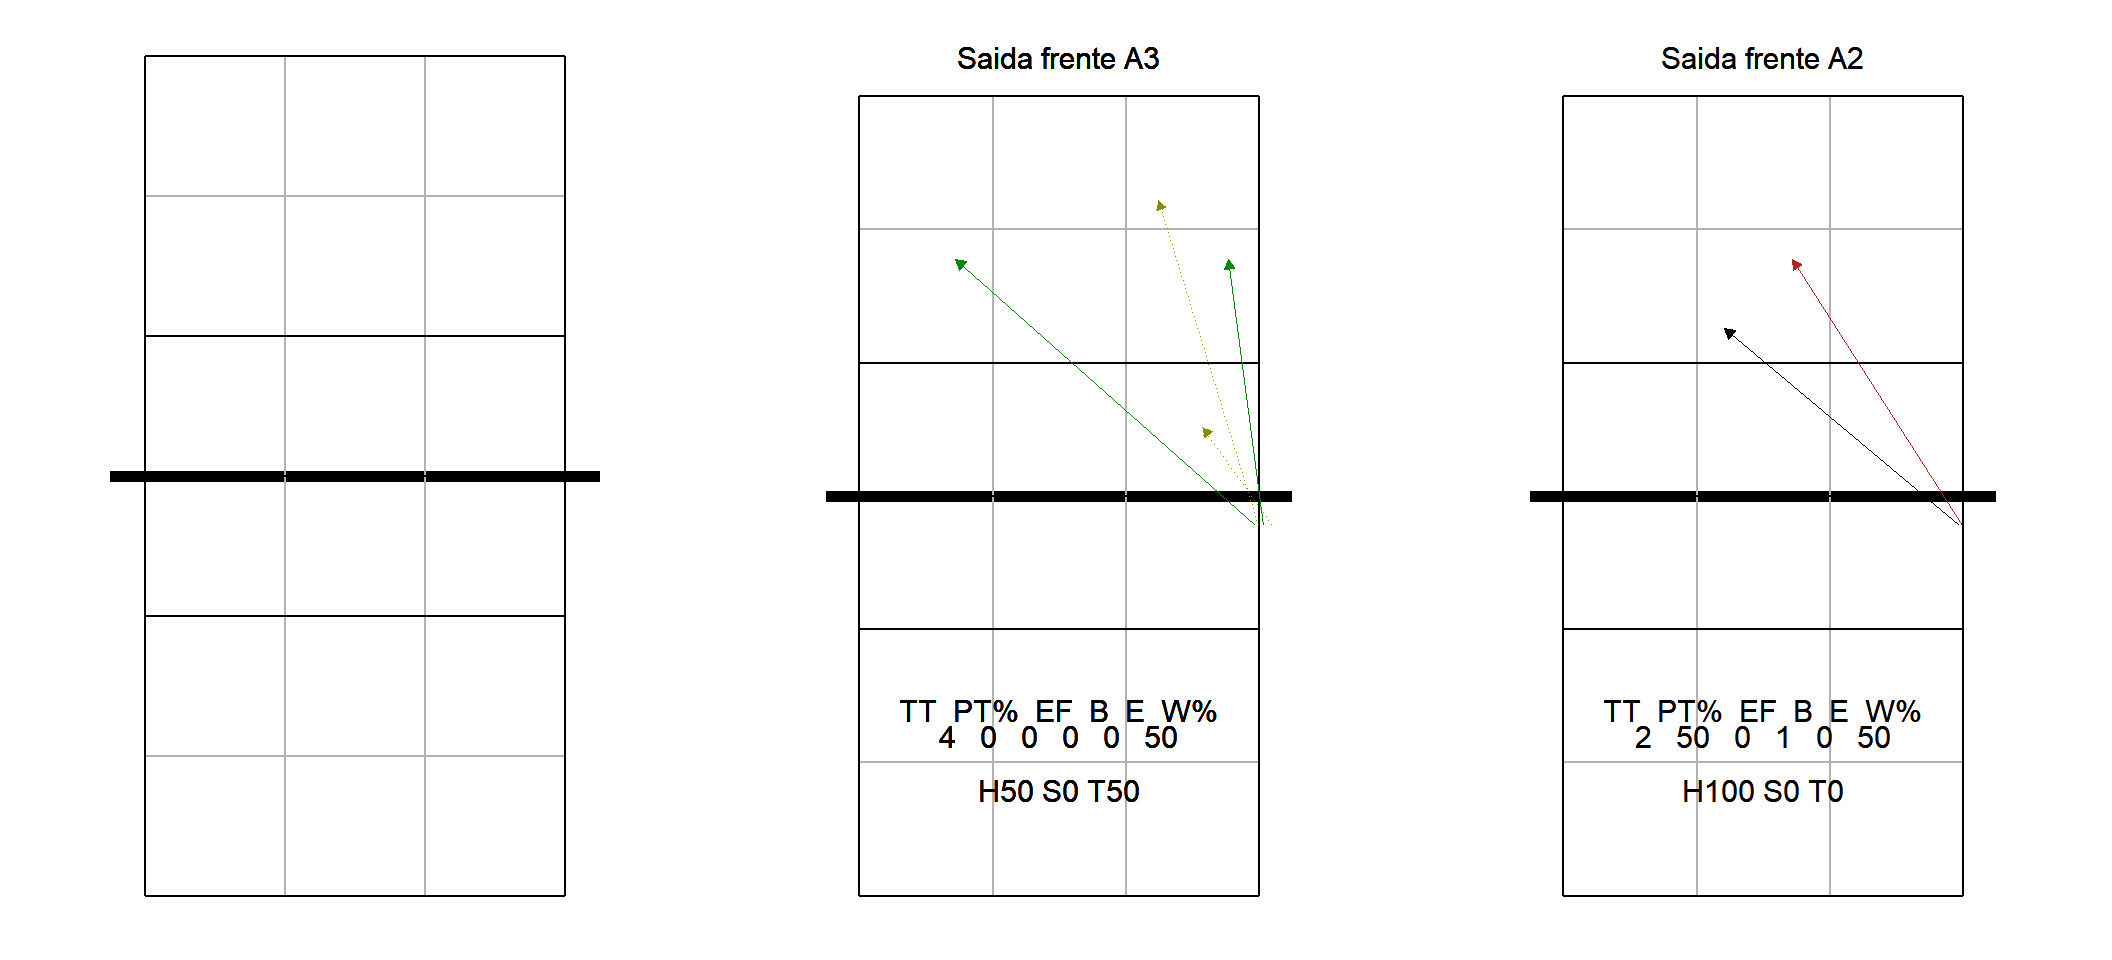 Saida frente A3
TT PT% EF B E W%
4 0 0 0 0 50
H50 S0 T50
Saida frente A2
TT PT% EF B E W%
2 50 0 1 0 50
H100 S0 T0